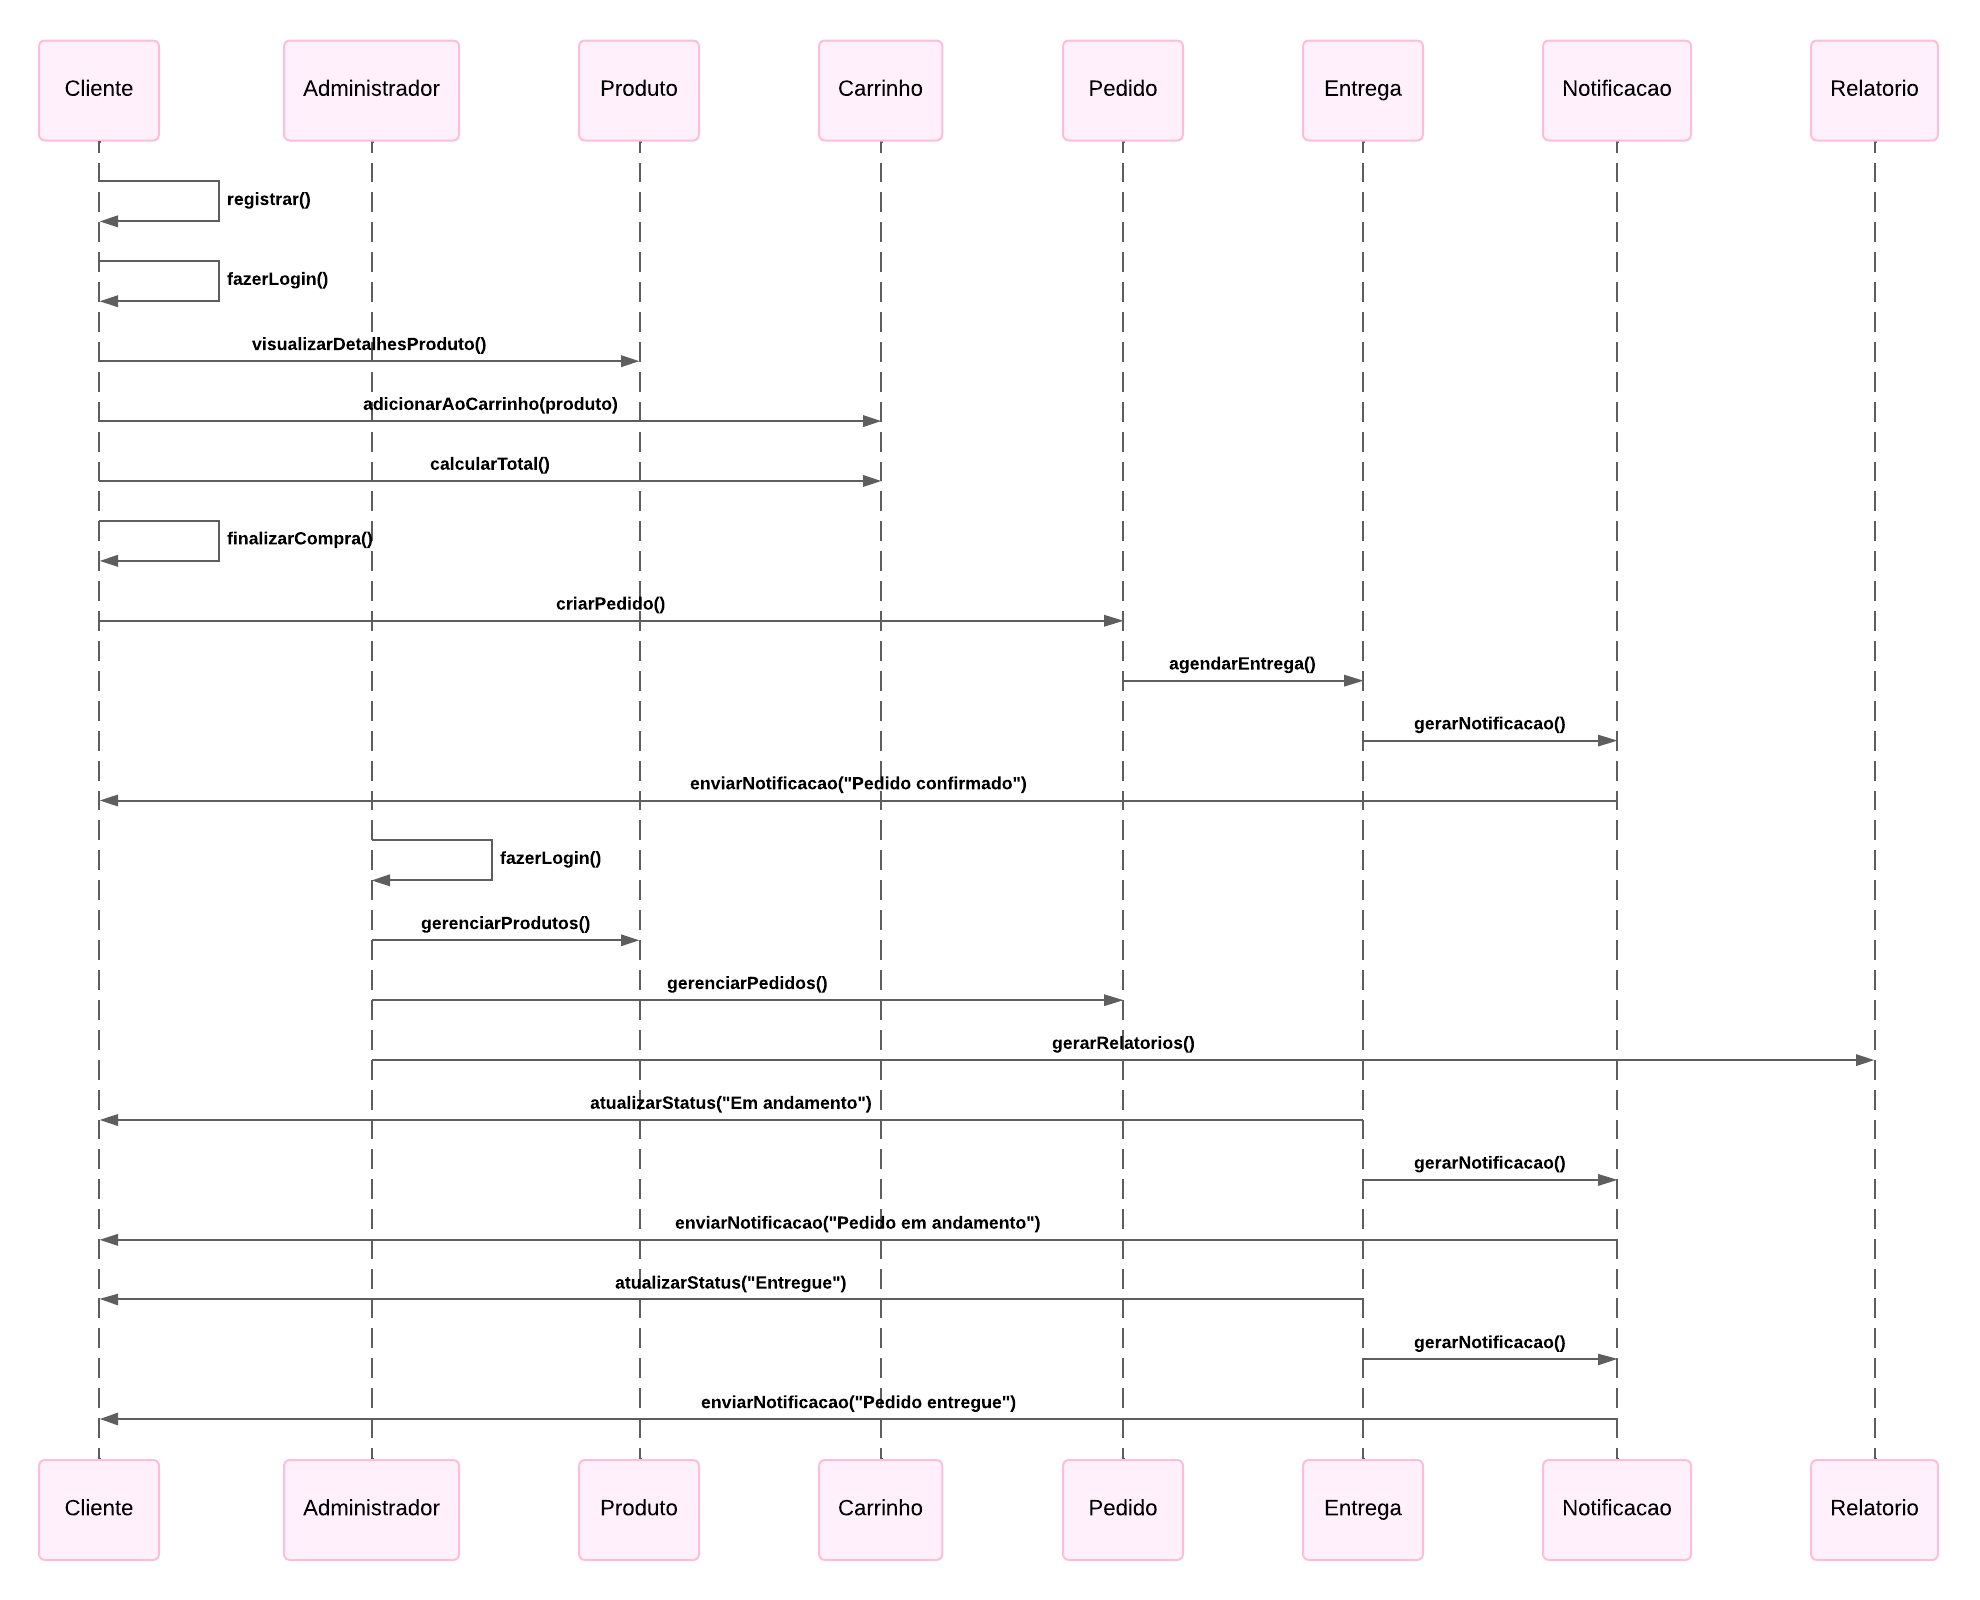 Cliente
Administrador
Produto
Carrinho
Pedido
Entrega
Notificacao
Relatorio
registrar()
fazerLogin()
visualizarDetalhesProduto()
adicionarAoCarrinho(produto)
calcularTotal()
finalizarCompra()
criarPedido()
agendarEntrega()
gerarNotificacao()
enviarNotificacao("Pedido confirmado")
fazerLogin()
gerenciarProdutos()
gerenciarPedidos()
gerarRelatorios()
atualizarStatus("Em andamento")
gerarNotificacao()
enviarNotificacao("Pedido em andamento")
atualizarStatus("Entregue")
gerarNotificacao()
enviarNotificacao("Pedido entregue")
Cliente
Administrador
Produto
Carrinho
Pedido
Entrega
Notificacao
Relatorio